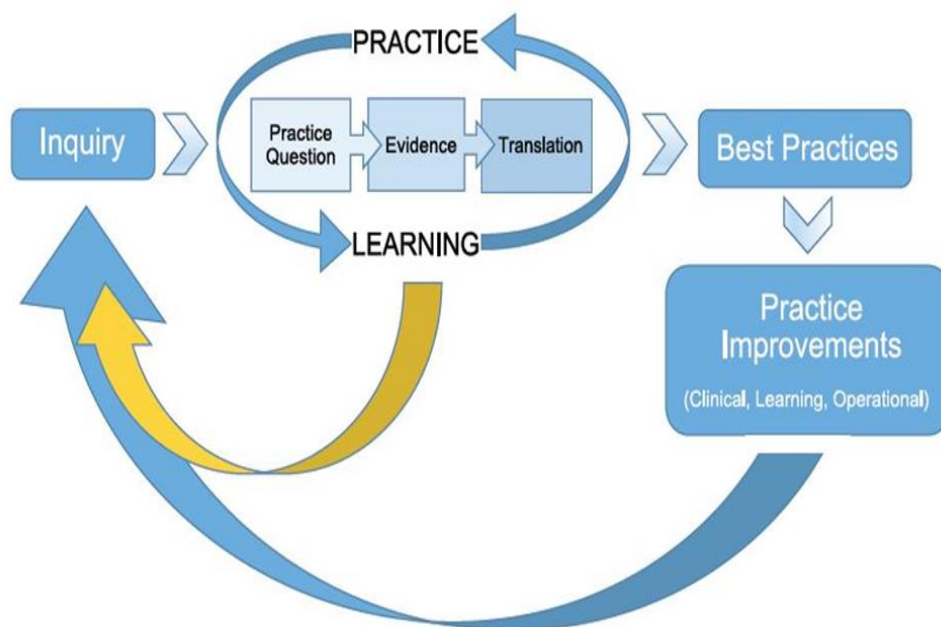 PRACTICE
Inquiry
Practice
Question
Evidence
Translation
Best Practices
LEARNING
Practice
Improvements
(Clinical, Learning, Operational)